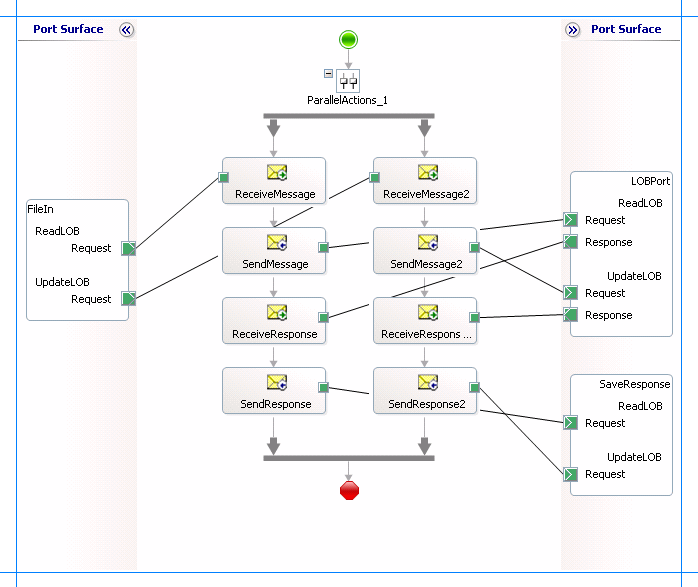 Port Surface
Port Surface
ParallelActions_1
ReceiveMessage
ReceiveMessage2
SendMessage
SendMessage2
ReceiveResponse
ReceiveRespons ...
SendResponse
SendResponse2
FileIn
ReadLOB
Request
UpdateLOB
Request
LOBPort
ReadLOB
Request
Response
UpdateLOB
Request
Response
SaveResponse
ReadLOB
Request
UpdateLOB
Request